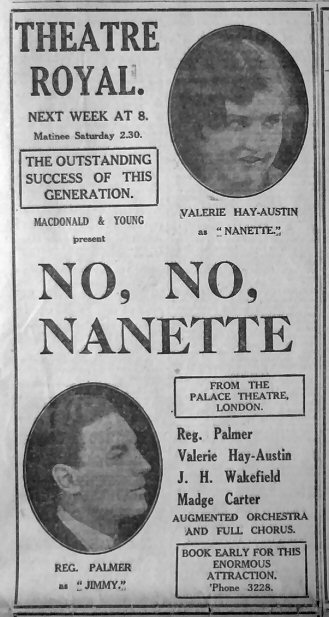 THEATRE
ROYAL.
NEXT WEEK AT 8.
Matinee Saturday 2.30.
THE OUTSTANDING
SUCCESS OF THIS
GENERATION.
MACDONALD & YOUNG
present
VALERIE HAY-AUSTIN
as "NANETTE."
NO, NO,
NANETTE
FROM THE
PALACE THEATRE,
LONDON.
Reg. Palmer
Valerie Hay-Austin
J. H. Wakefield
Madge Carter
AUGMENTED ORCHESTRA
AND FULL CHORUS.
BOOK EARLY FOR THIS
ENORMOUS
ATTRACTION.
'Phone 3228.
REG. PALMER
as "JIMMY."